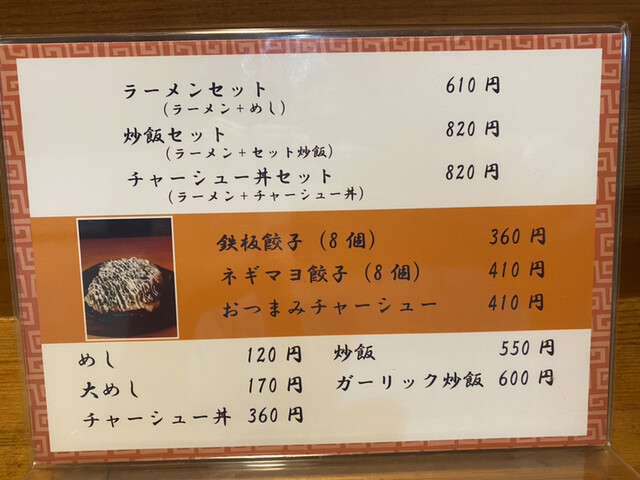 ラーメンセット 610円
（ラーメン＋めし）
炒飯セット 820円
（ラーメン＋セット炒飯）
チャーシュー丼セット 820円
（ラーメン＋チャーシュー丼）
鉄板餃子（8個） 360円
ネギマヨ餃子（8個） 410円
おつまみチャーシュー 410円
めし 120円
大めし 170円
チャーシュー丼 360円
炒飯 550円
ガーリック炒飯 600円